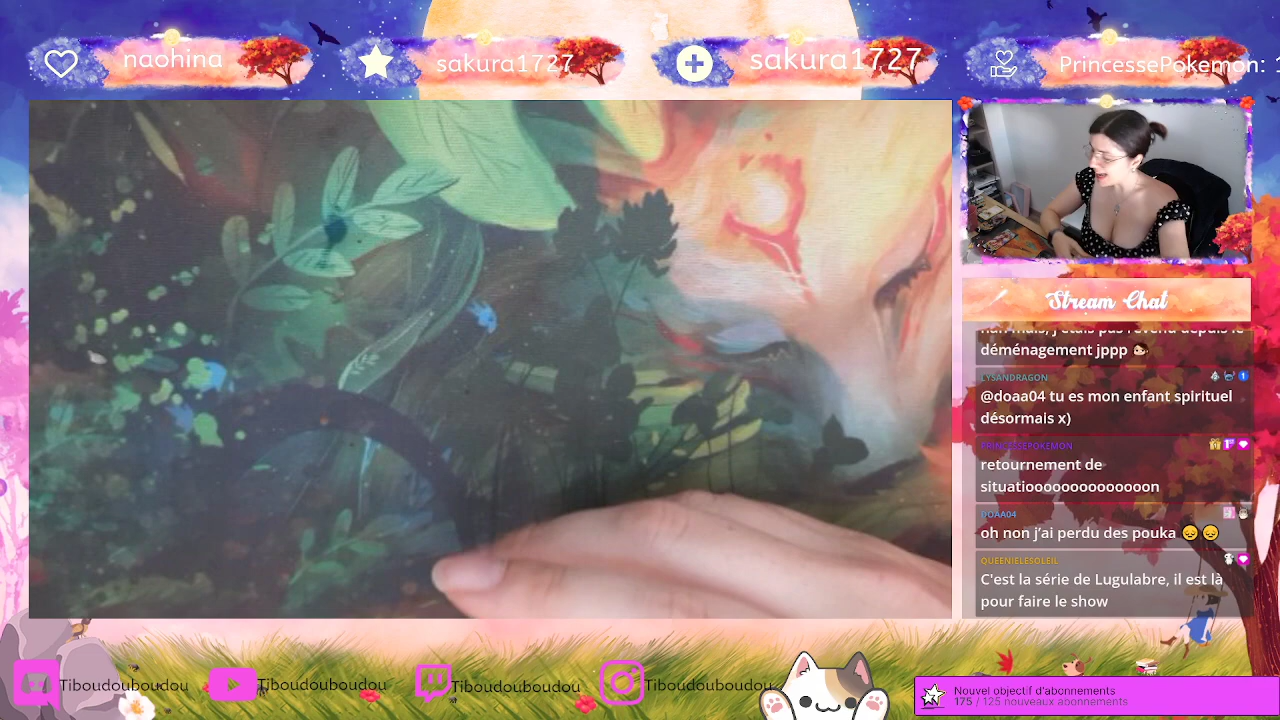 naohina
sakura1727
sakura1727
PrincessePokemon: 1
Stream Chat
déménagement jppp
LYSANDRAGON
@doaa04 tu es mon enfant spirituel
désormais x)
PRINCESSEPOKEMON
retournement de
situatioooooooooooooon
DOAA04
oh non j'ai perdu des pouka
QUEENIELESOLEIL
C'est la série de Lugulabre, il est là
pour faire le show
Tiboudouboudou
Tiboudouboudou
Tiboudouboudou
Tiboudouboudou
Nouvel objectif d'abonnements
175 / 125 nouveaux abonnements